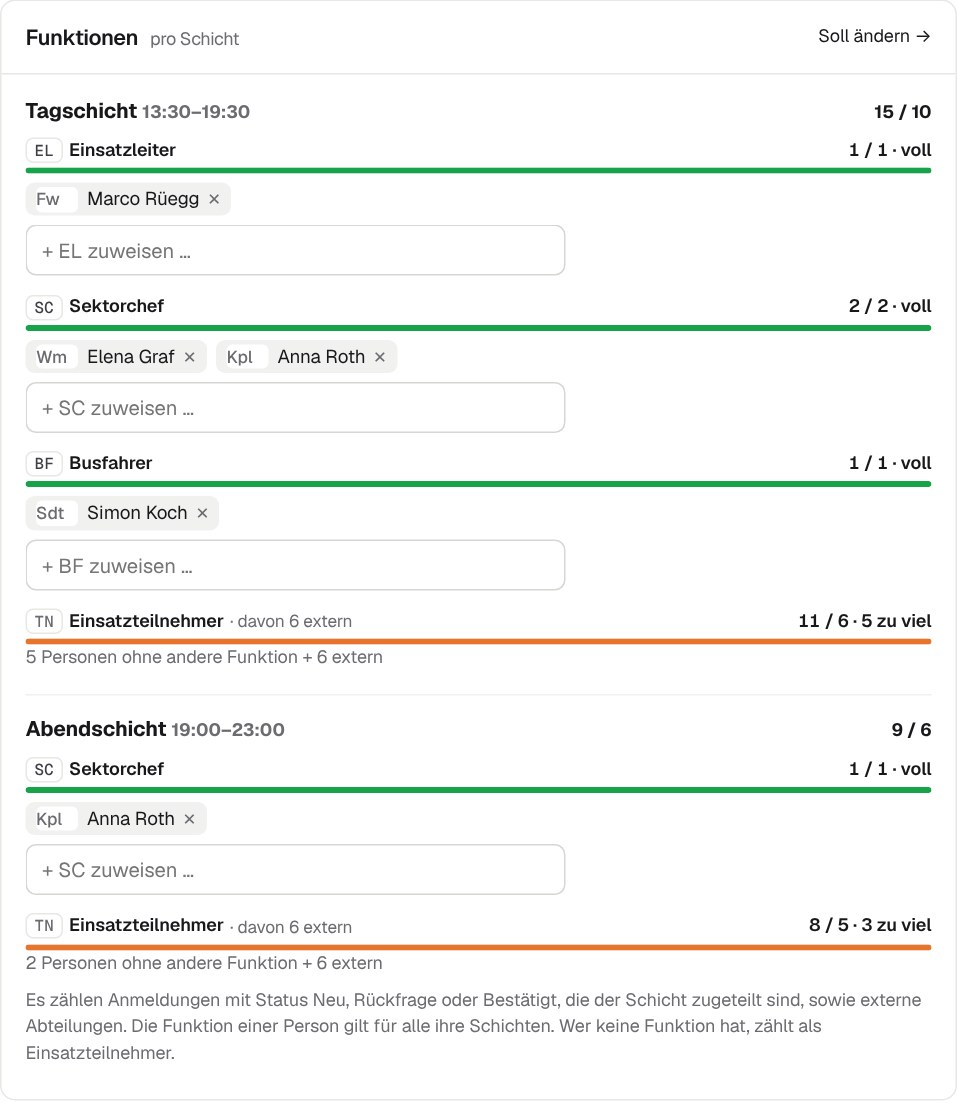 Funktionen pro Schicht Soll ändern →
Tagschicht 13:30–19:30 15 / 10
EL Einsatzleiter 1 / 1 · voll
Fw Marco Rüegg ×
+ EL zuweisen ...
SC Sektorchef 2 / 2 · voll
Wm Elena Graf × Kpl Anna Roth ×
+ SC zuweisen ...
BF Busfahrer 1 / 1 · voll
Sdt Simon Koch ×
+ BF zuweisen ...
TN Einsatzteilnehmer · davon 6 extern 11 / 6 · 5 zu viel
5 Personen ohne andere Funktion + 6 extern
Abendschicht 19:00–23:00 9 / 6
SC Sektorchef 1 / 1 · voll
Kpl Anna Roth ×
+ SC zuweisen ...
TN Einsatzteilnehmer · davon 6 extern 8 / 5 · 3 zu viel
2 Personen ohne andere Funktion + 6 extern
Es zählen Anmeldungen mit Status Neu, Rückfrage oder Bestätigt, die der Schicht zugeteilt sind, sowie externe
Abteilungen. Die Funktion einer Person gilt für alle ihre Schichten. Wer keine Funktion hat, zählt als
Einsatzteilnehmer.